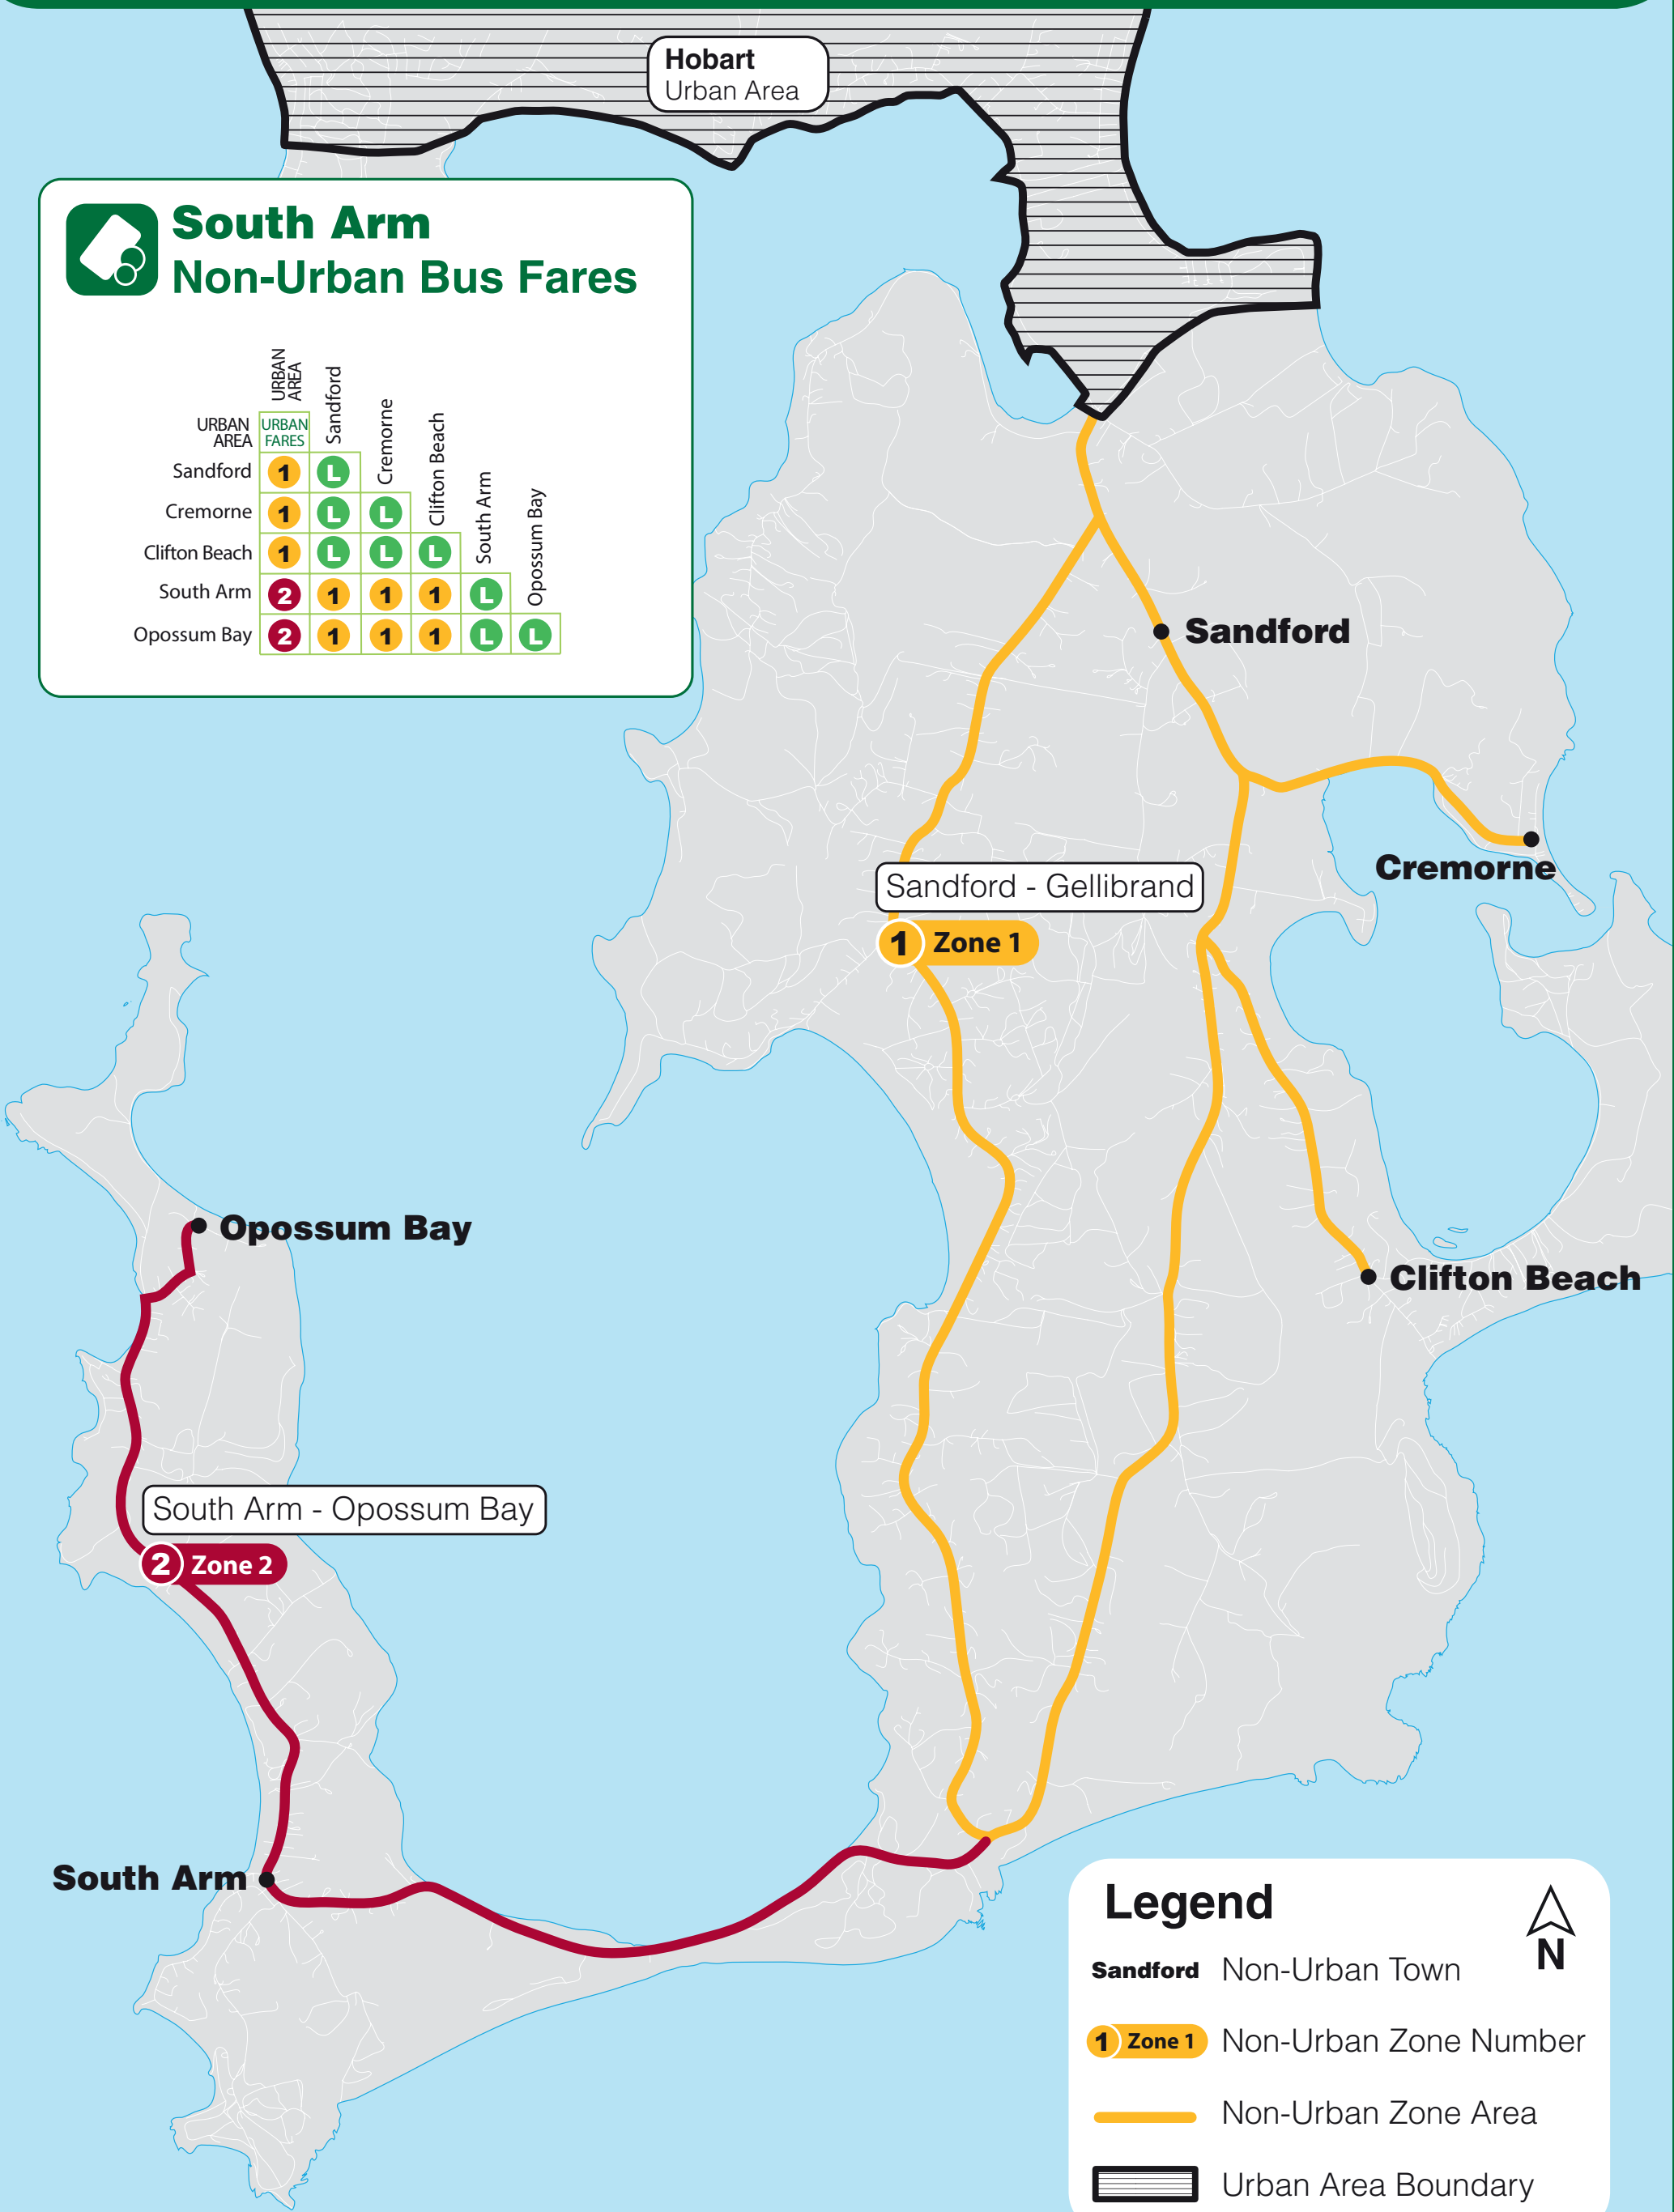 Hobart
Urban Area
South Arm
Non-Urban Bus Fares
URBAN
AREA
Sandford
Cremorne
Clifton Beach
South Arm
Opossum Bay
URBAN
AREA
URBAN
FARES
Sandford 1 L
Cremorne 1 L L
Clifton Beach 1 L L L
South Arm 2 1 1 1 L
Opossum Bay 2 1 1 1 L L
Sandford
Cremorne
Sandford - Gellibrand
1 Zone 1
Opossum Bay
Clifton Beach
South Arm - Opossum Bay
2 Zone 2
South Arm
Legend
N
Sandford Non-Urban Town
1 Zone 1 Non-Urban Zone Number
Non-Urban Zone Area
Urban Area Boundary